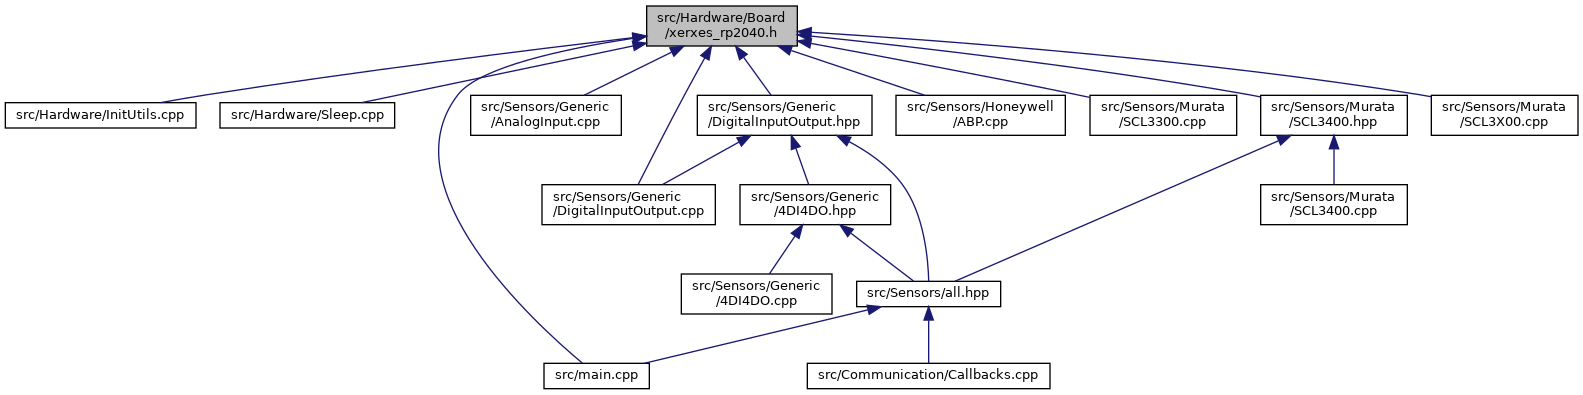 src/Hardware/Board
/xerxes_rp2040.h
src/Hardware/InitUtils.cpp
src/Hardware/Sleep.cpp
src/Sensors/Generic
/AnalogInput.cpp
src/Sensors/Generic
/DigitalInputOutput.hpp
src/Sensors/Honeywell
/ABP.cpp
src/Sensors/Murata
/SCL3300.cpp
src/Sensors/Murata
/SCL3400.hpp
src/Sensors/Murata
/SCL3X00.cpp
src/Sensors/Generic
/DigitalInputOutput.cpp
src/Sensors/Generic
/4DI4DO.hpp
src/Sensors/Murata
/SCL3400.cpp
src/Sensors/Generic
/4DI4DO.cpp
src/Sensors/all.hpp
src/main.cpp
src/Communication/Callbacks.cpp